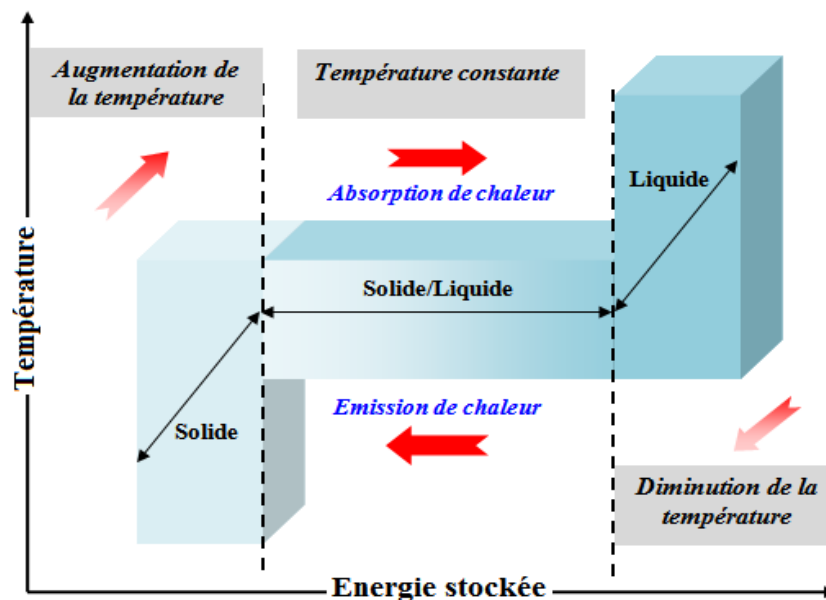 Augmentation de
la température
Température constante
Absorption de chaleur
Liquide
Solide/Liquide
Température
Solide
Emission de chaleur
Diminution de la
température
Energie stockée